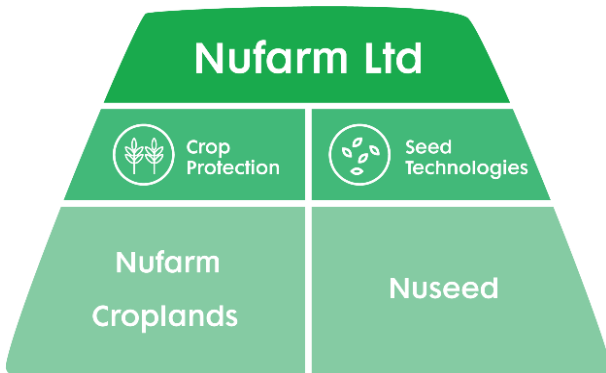 Nufarm Ltd
Crop
Protection
Seed
Technologies
Nufarm
Croplands
Nuseed